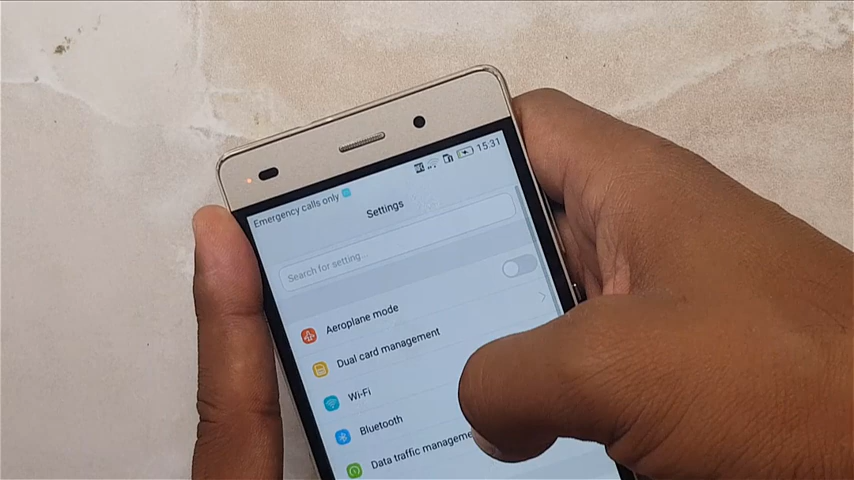 15:31
Emergency calls only
Settings
Search for setting...
Aeroplane mode
Dual card management
Wi-Fi
Bluetooth
Data traffic manageme